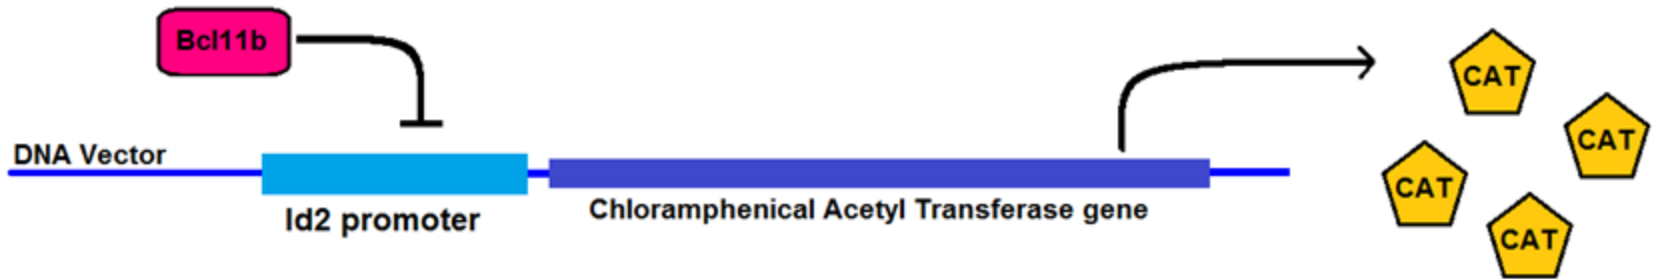 Bcl11b
DNA Vector
Id2 promoter
Chloramphenical Acetyl Transferase gene
CAT
CAT
CAT
CAT